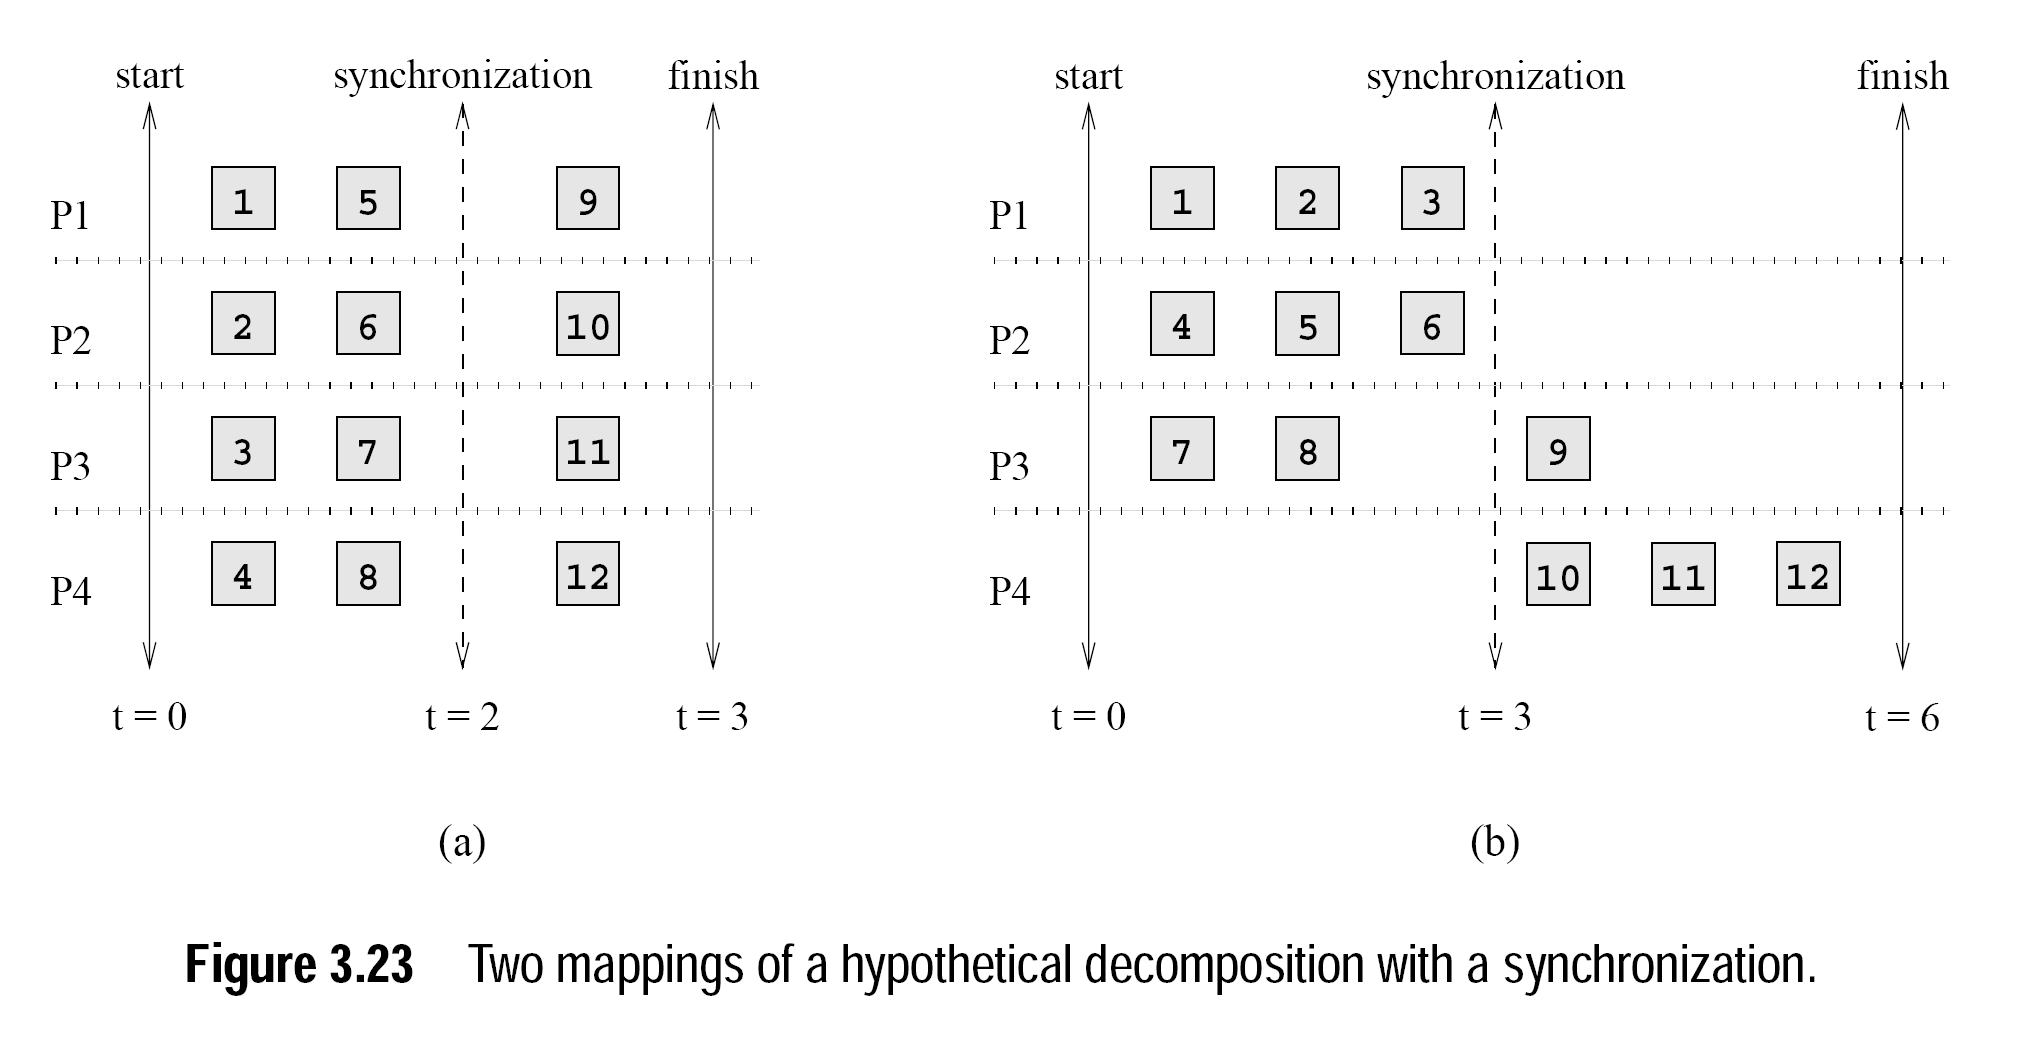 start synchronization finish
P1 1 5 9
P2 2 6 10
P3 3 7 11
P4 4 8 12
t = 0 t = 2 t = 3
(a)
start synchronization finish
P1 1 2 3
P2 4 5 6
P3 7 8 9
P4 10 11 12
t = 0 t = 3 t = 6
(b)
Figure 3.23 Two mappings of a hypothetical decomposition with a synchronization.